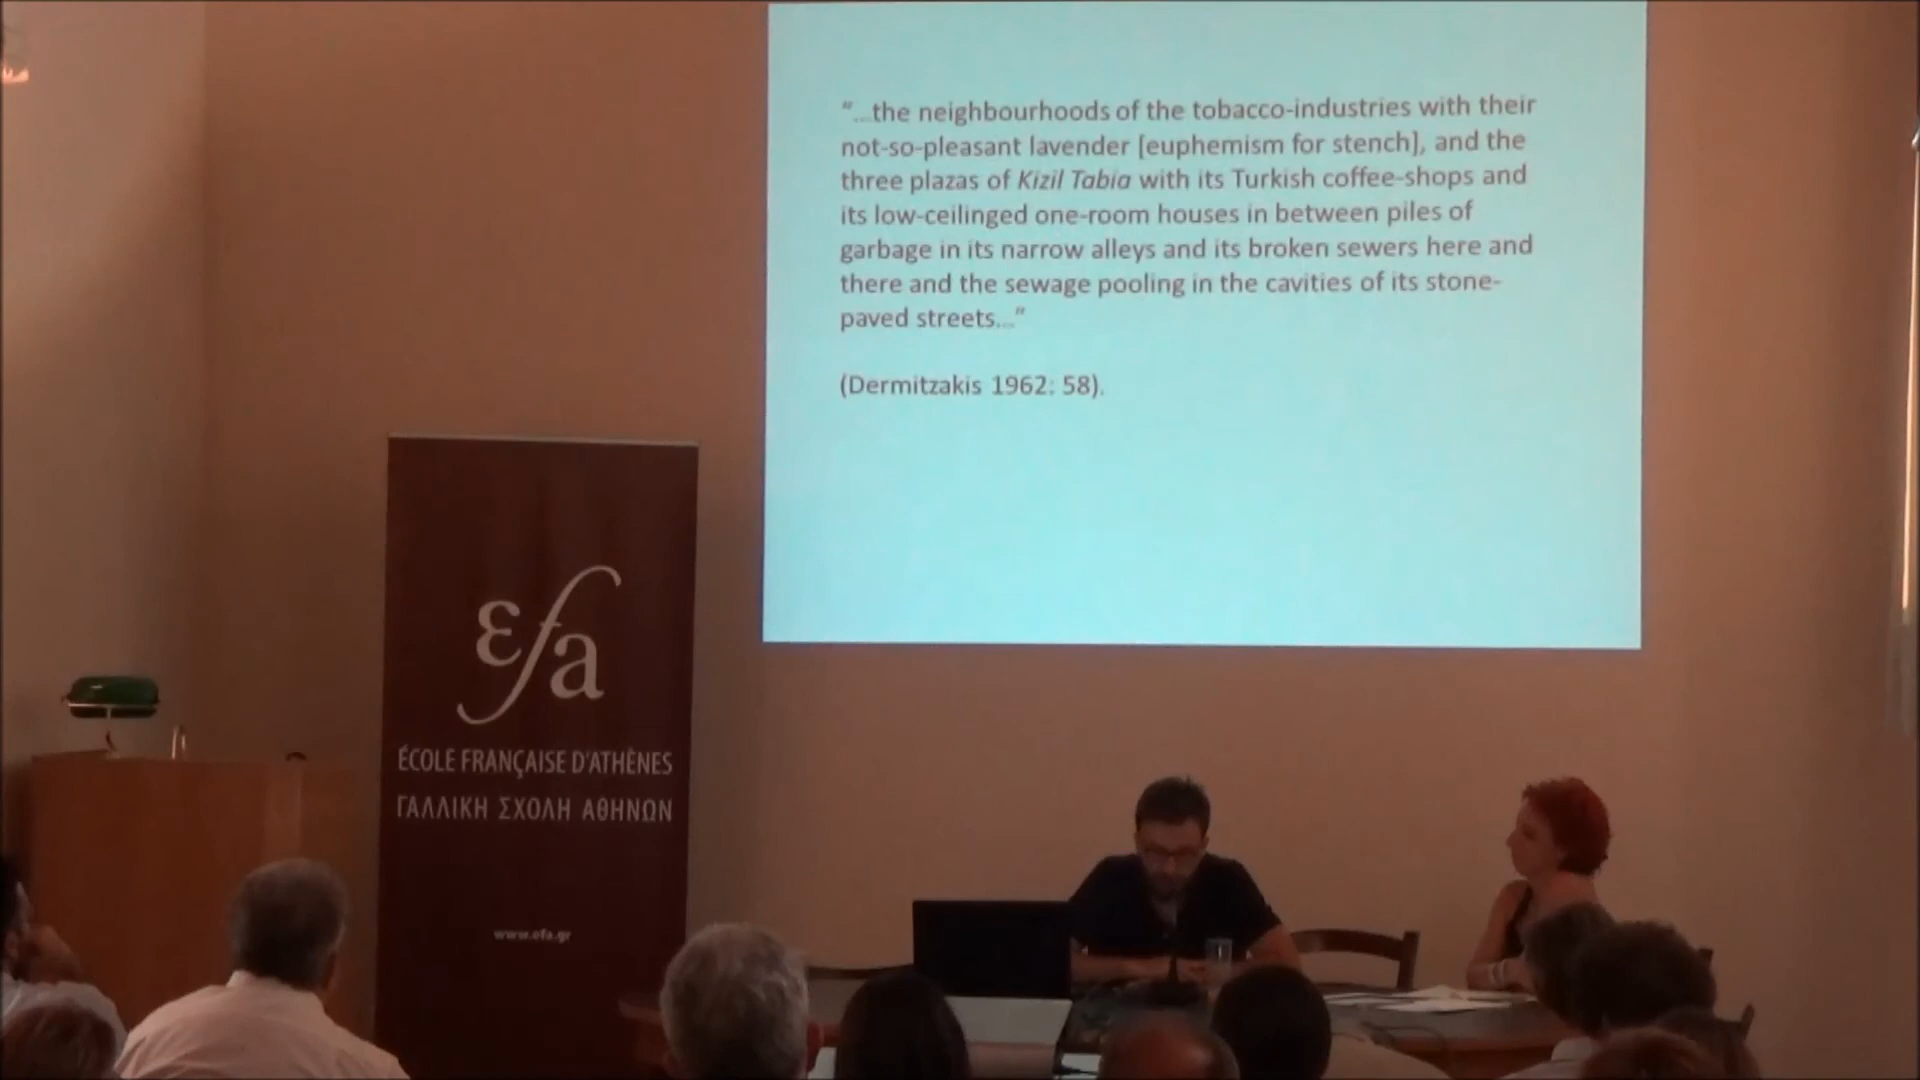 “...the neighbourhoods of the tobacco-industries with their
not-so-pleasant lavender [euphemism for stench], and the
three plazas of Kizil Tabia with its Turkish coffee-shops and
its low-ceilinged one-room houses in between piles of
garbage in its narrow alleys and its broken sewers here and
there and the sewage pooling in the cavities of its stone-
paved streets...”
(Dermitzakis 1962: 58).
εfa
ÉCOLE FRANÇAISE D'ATHÈNES
ΓΑΛΛΙΚΗ ΣΧΟΛΗ ΑΘΗΝΩΝ
www.efa.gr